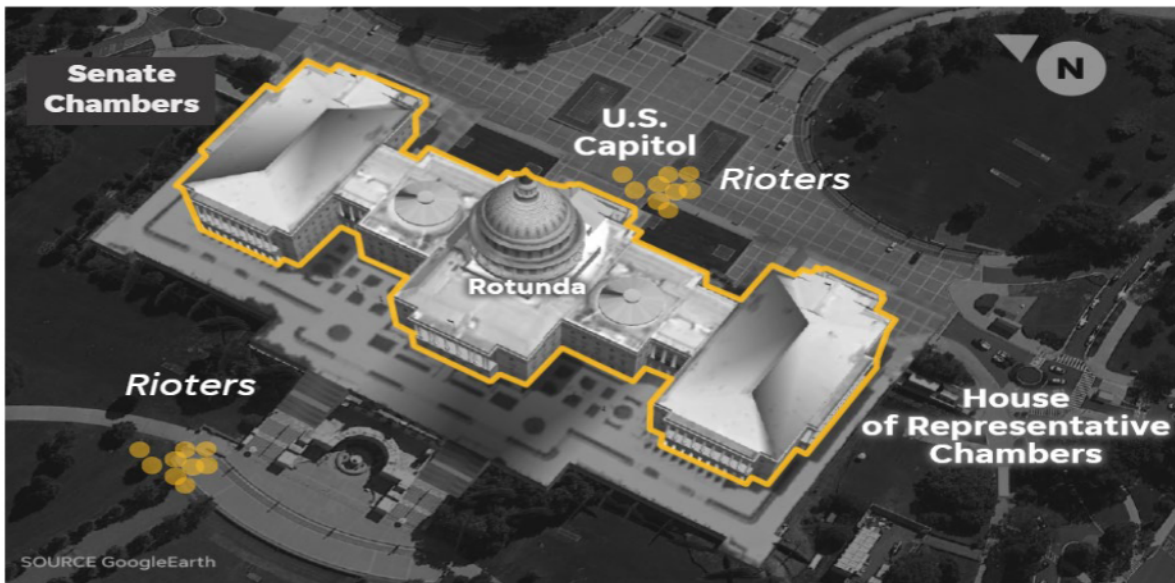 Senate
Chambers
N
U.S.
Capitol
Rioters
Rotunda
Rioters
House
of Representative
Chambers
SOURCE GoogleEarth